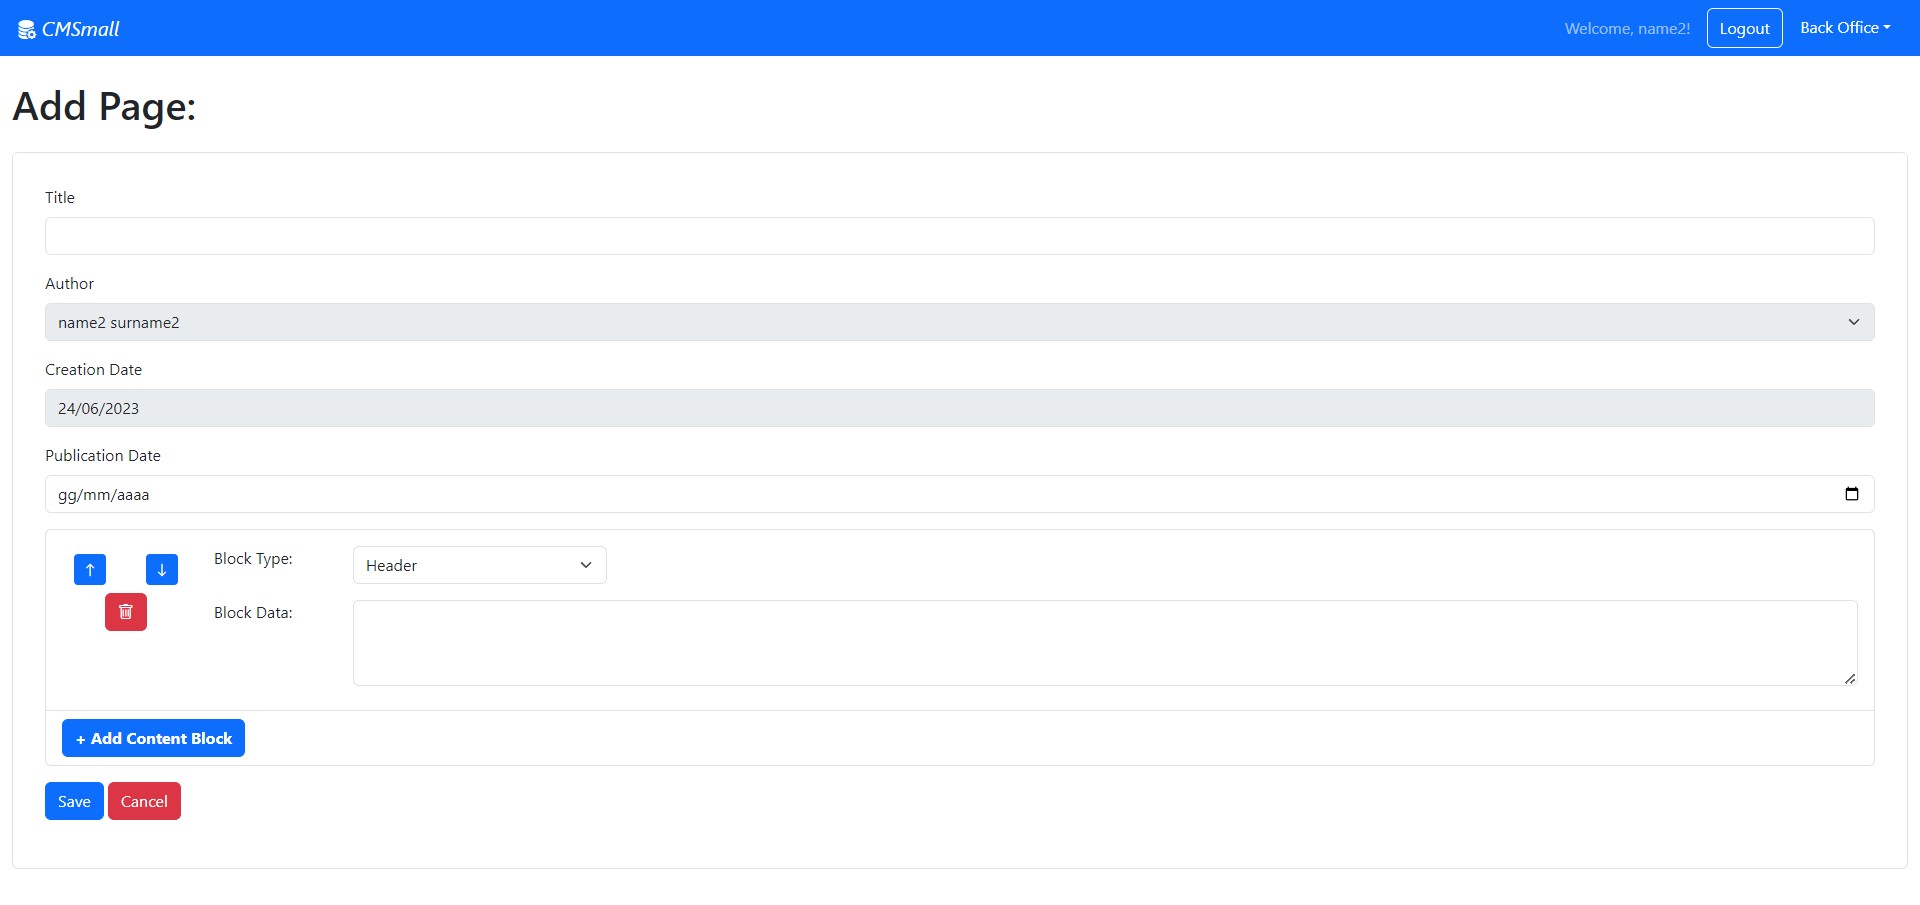 CMSmall
Welcome, name2!
Logout
Back Office
Add Page:
Title
Author
name2 surname2
Creation Date
24/06/2023
Publication Date
gg/mm/aaaa
Block Type:
Header
Block Data:
+ Add Content Block
Save
Cancel